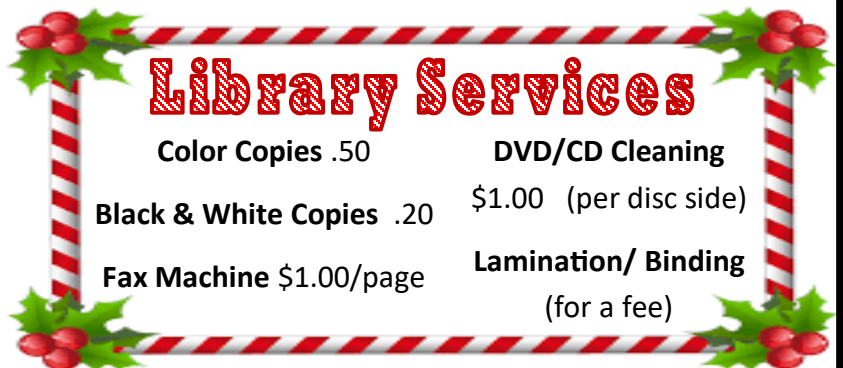 Library Services
Color Copies .50
Black & White Copies .20
Fax Machine $1.00/page
DVD/CD Cleaning
$1.00 (per disc side)
Lamination/ Binding
(for a fee)